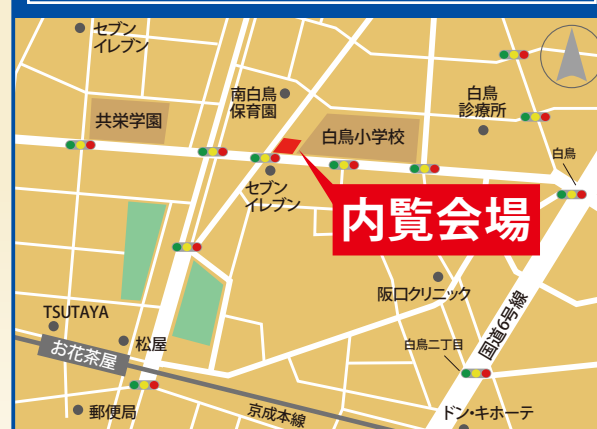 セブン
イレブン
南白鳥
保育園
白鳥
診療所
共栄学園
白鳥小学校
白鳥
セブン
イレブン
内覧会場
阪口クリニック
国道6号線
TSUTAYA
松屋
白鳥二丁目
お花茶屋
郵便局
京成本線
ドン・キホーテ